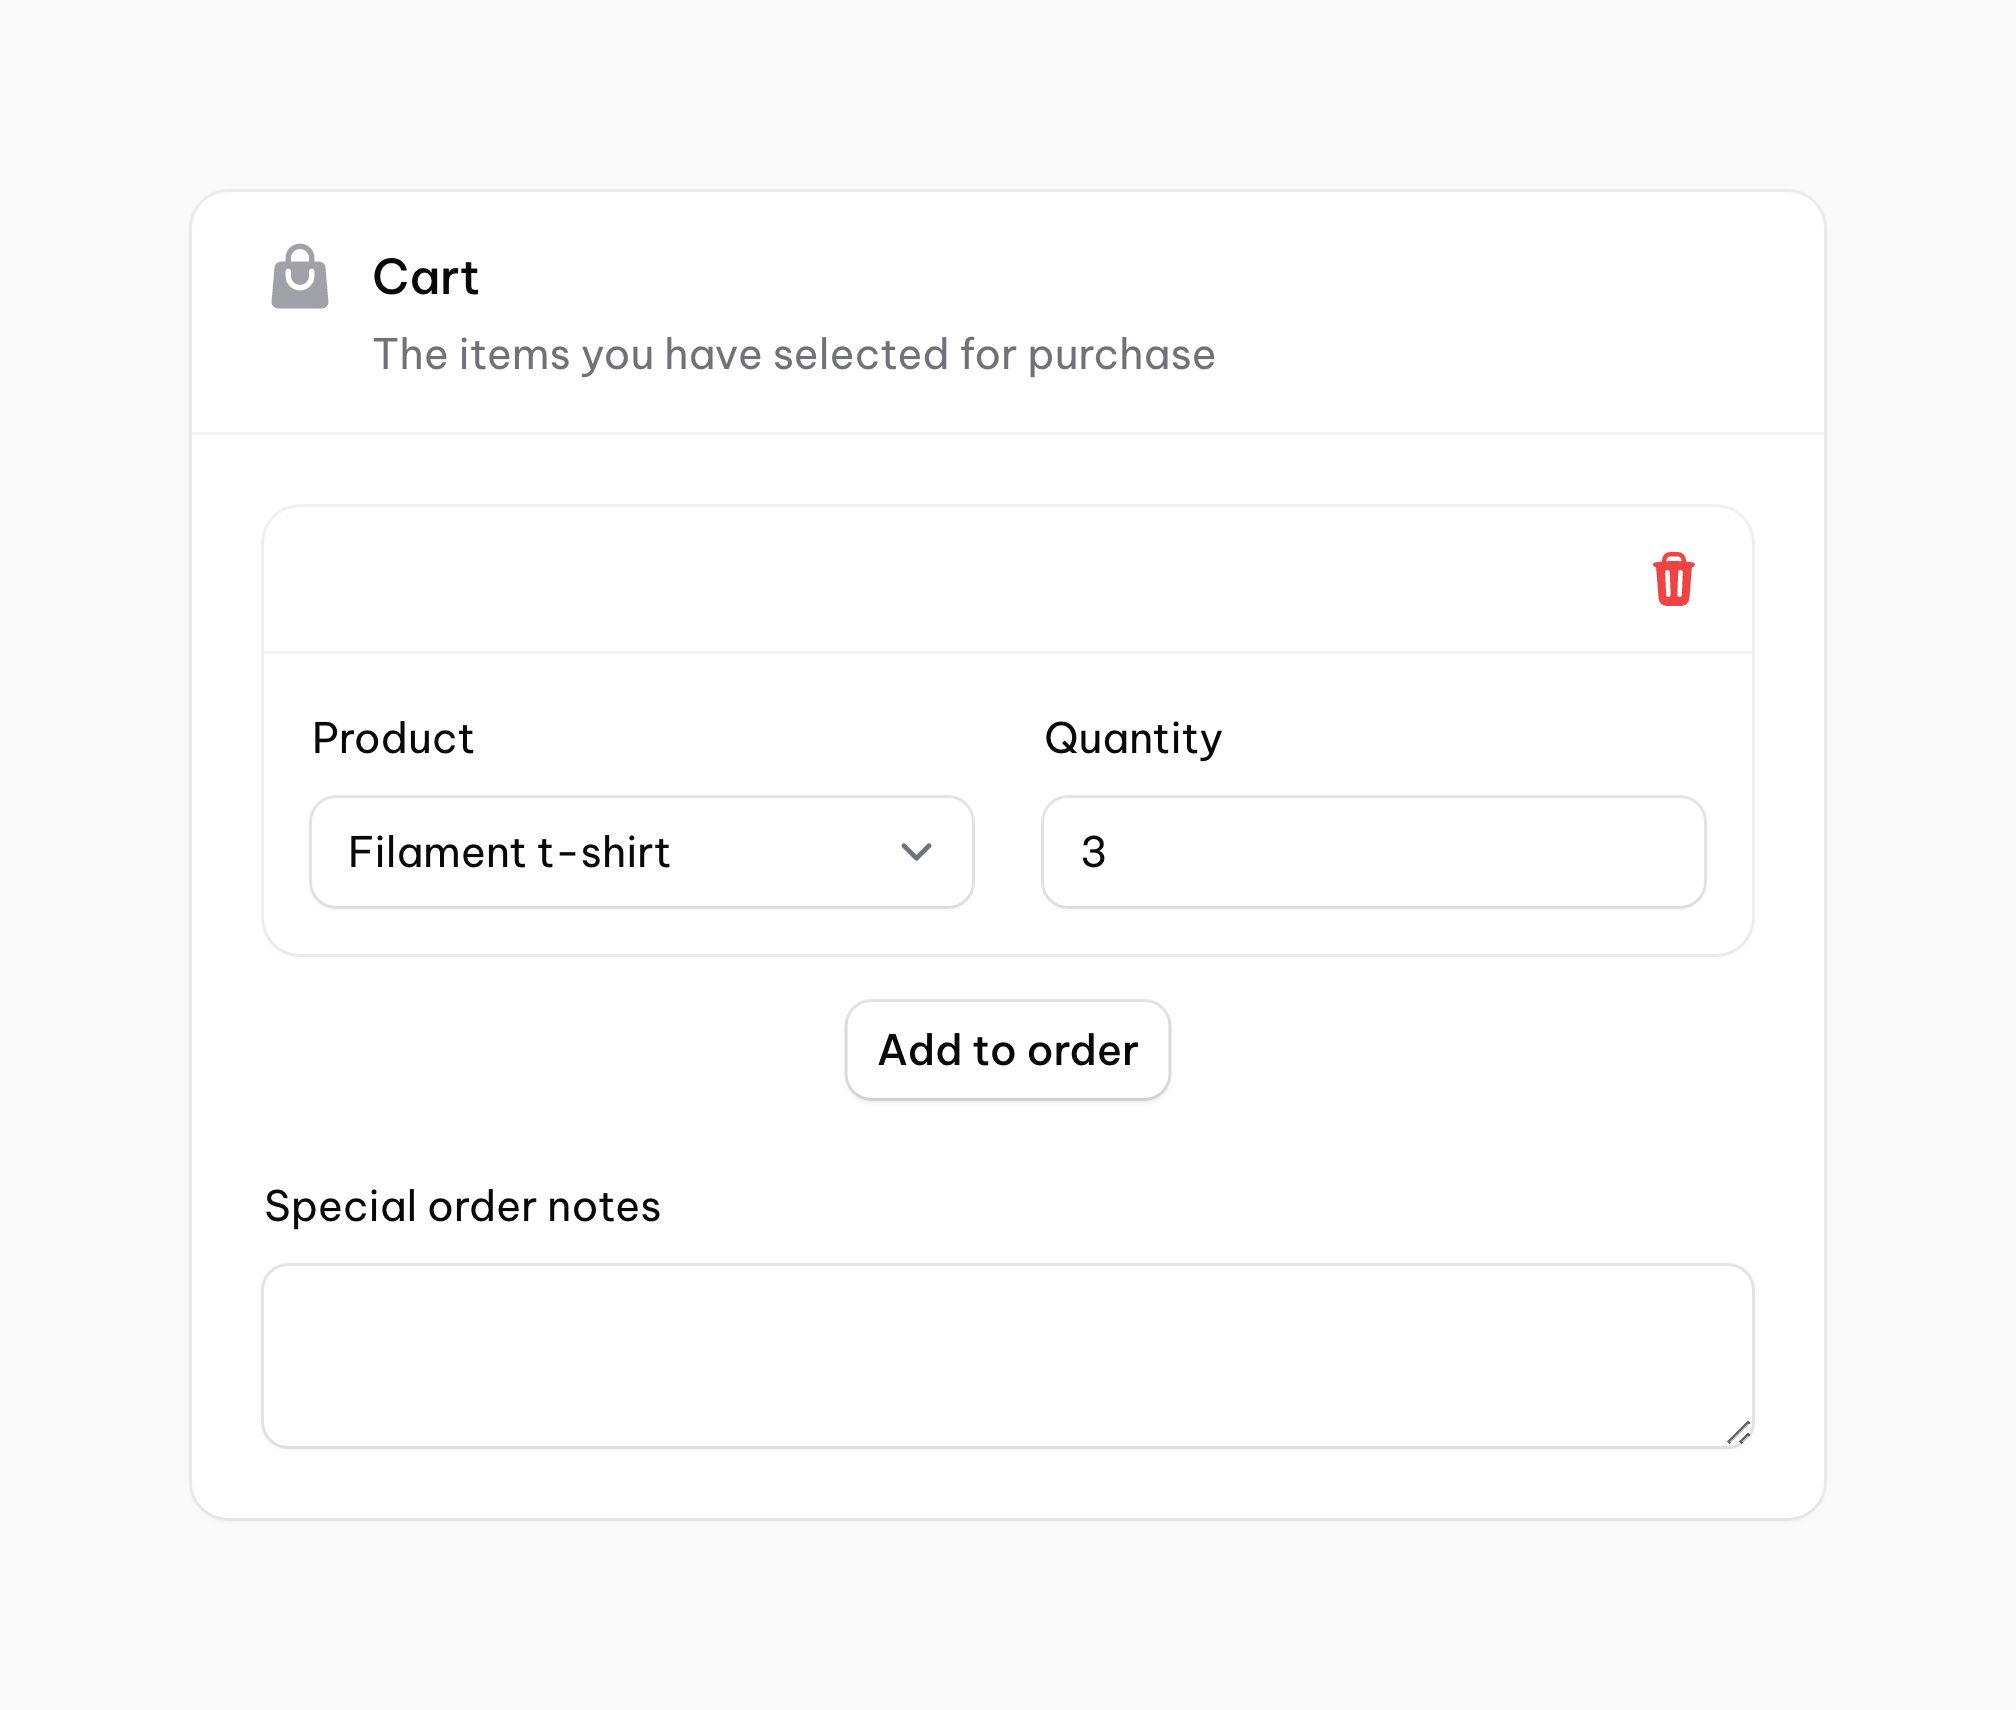 Cart
The items you have selected for purchase
Product
Quantity
Filament t-shirt
3
Add to order
Special order notes